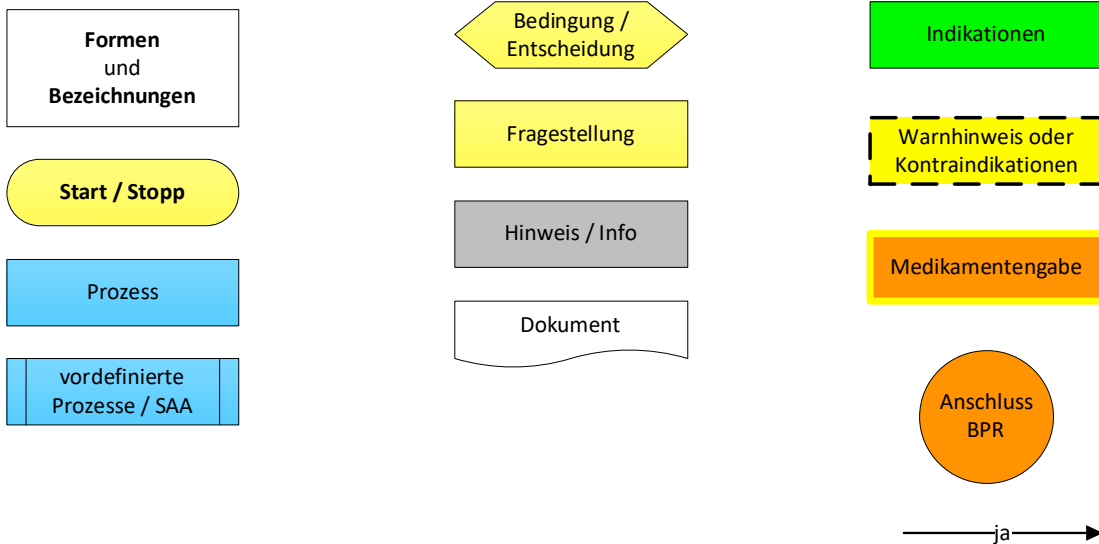 Formen
und
Bezeichnungen
Start / Stopp
Prozess
vordefinierte
Prozesse / SAA
Bedingung /
Entscheidung
Fragestellung
Hinweis / Info
Dokument
Indikationen
Warnhinweis oder
Kontraindikationen
Medikamentengabe
Anschluss
BPR
ja